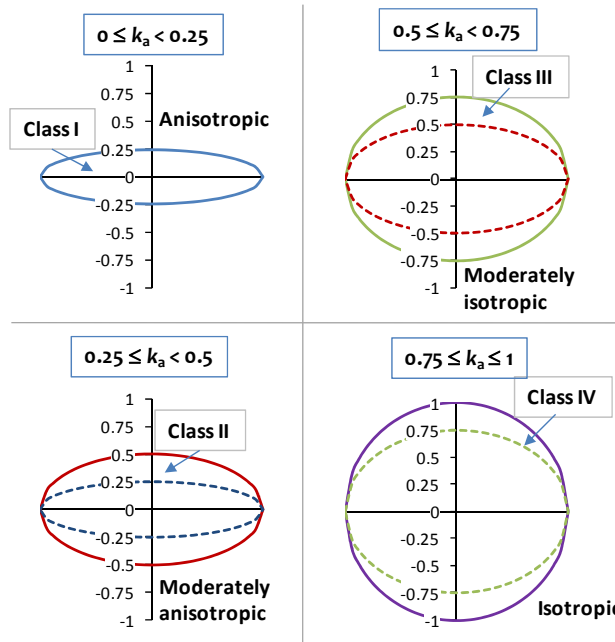 0 ≤ kₐ < 0.25
1
0.75
0.5
0.25
0
-0.25
-0.5
-0.75
-1
Class I
Anisotropic
0.5 ≤ kₐ < 0.75
1
0.75
0.5
0.25
0
-0.25
-0.5
-0.75
-1
Class III
Moderately
isotropic
0.25 ≤ kₐ < 0.5
1
0.75
0.5
0.25
0
-0.25
-0.5
-0.75
-1
Class II
Moderately
anisotropic
0.75 ≤ kₐ ≤ 1
1
0.75
0.5
0.25
0
-0.25
-0.5
-0.75
-1
Class IV
Isotropic